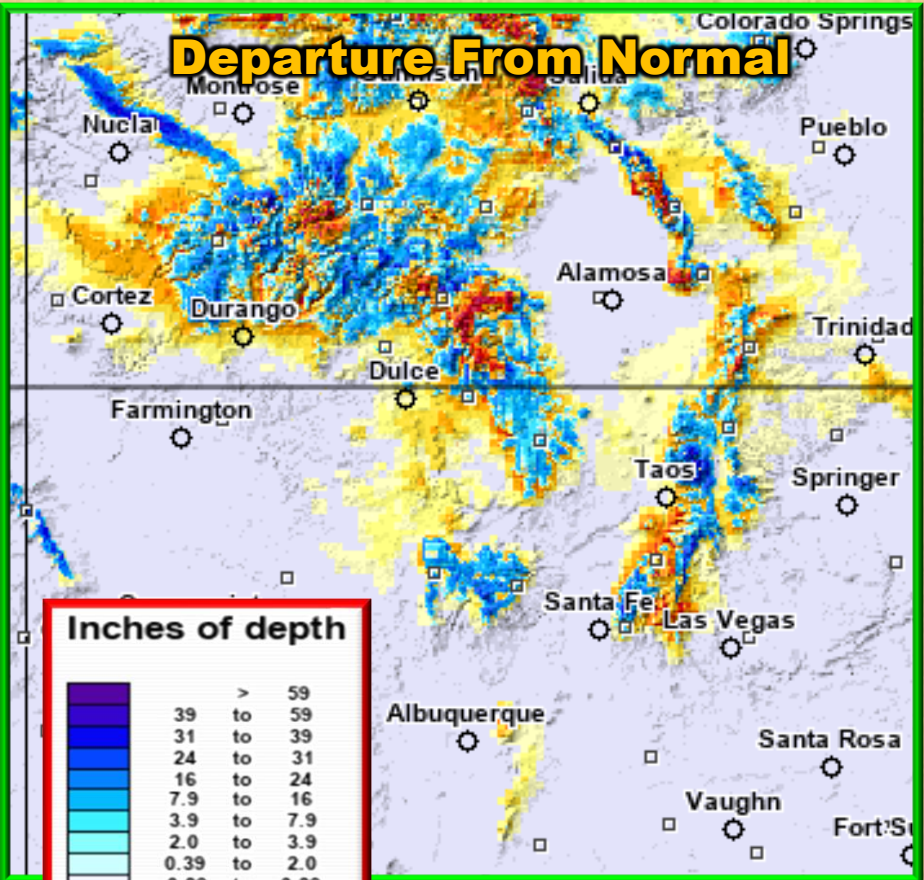 Colorado Springs
Departure From Normal
Salida
Montrose
Nucla
Pueblo
Alamosa
Cortez
Durango
Trinidad
Dulce
Farmington
Taos
Springer
Santa Fe
Las Vegas
Inches of depth
> 59
39 to 59
31 to 39
24 to 31
16 to 24
7.9 to 16
3.9 to 7.9
2.0 to 3.9
0.39 to 2.0
Albuquerque
Santa Rosa
Vaughn
Fort